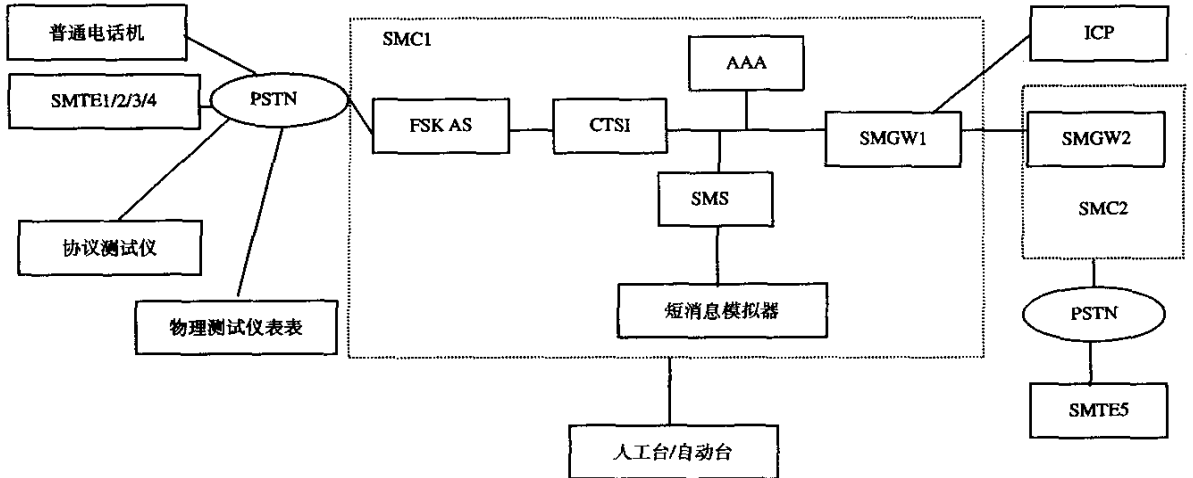 普通电话机
SMTE1/2/3/4
PSTN
协议测试仪
物理测试仪表表
SMC1
FSK AS
CTSI
AAA
SMS
短消息模拟器
SMGW1
人工台/自动台
ICP
SMGW2
SMC2
PSTN
SMTE5